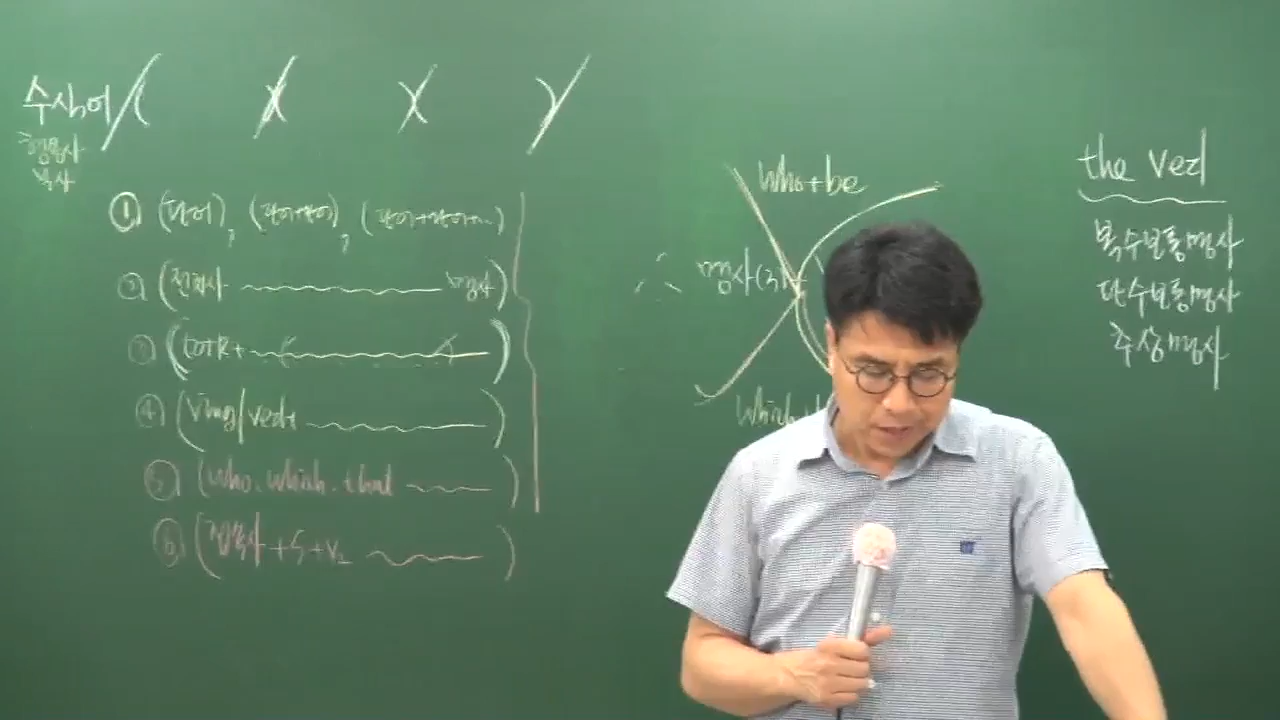 수식어
형용사
부사
① (단어), (단어+단어), (단어+단어+...)
② (전치사 명사)
③ (to+R+ )
④ (Ving/ved+ )
⑤ (who. which. that )
⑥ (접속사 + S + V₂ )
who+be
∴ 명사(주)
which
the Ved
복수보통명사
단수보통명사
추상명사